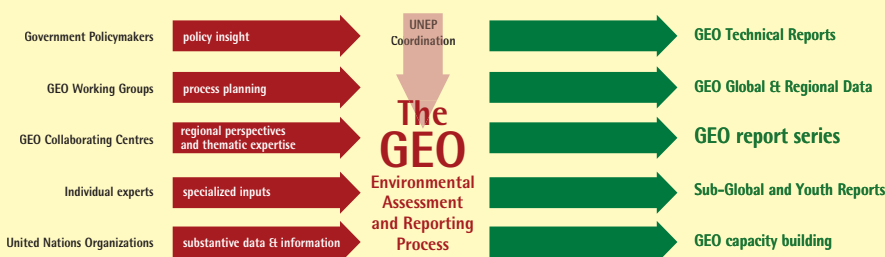 Government Policymakers
policy insight
UNEP
Coordination
GEO Technical Reports
GEO Working Groups
process planning
GEO Global & Regional Data
GEO Collaborating Centres
regional perspectives
and thematic expertise
The
GEO
Environmental
Assessment
and Reporting
Process
GEO report series
Individual experts
specialized inputs
Sub-Global and Youth Reports
United Nations Organizations
substantive data & information
GEO capacity building